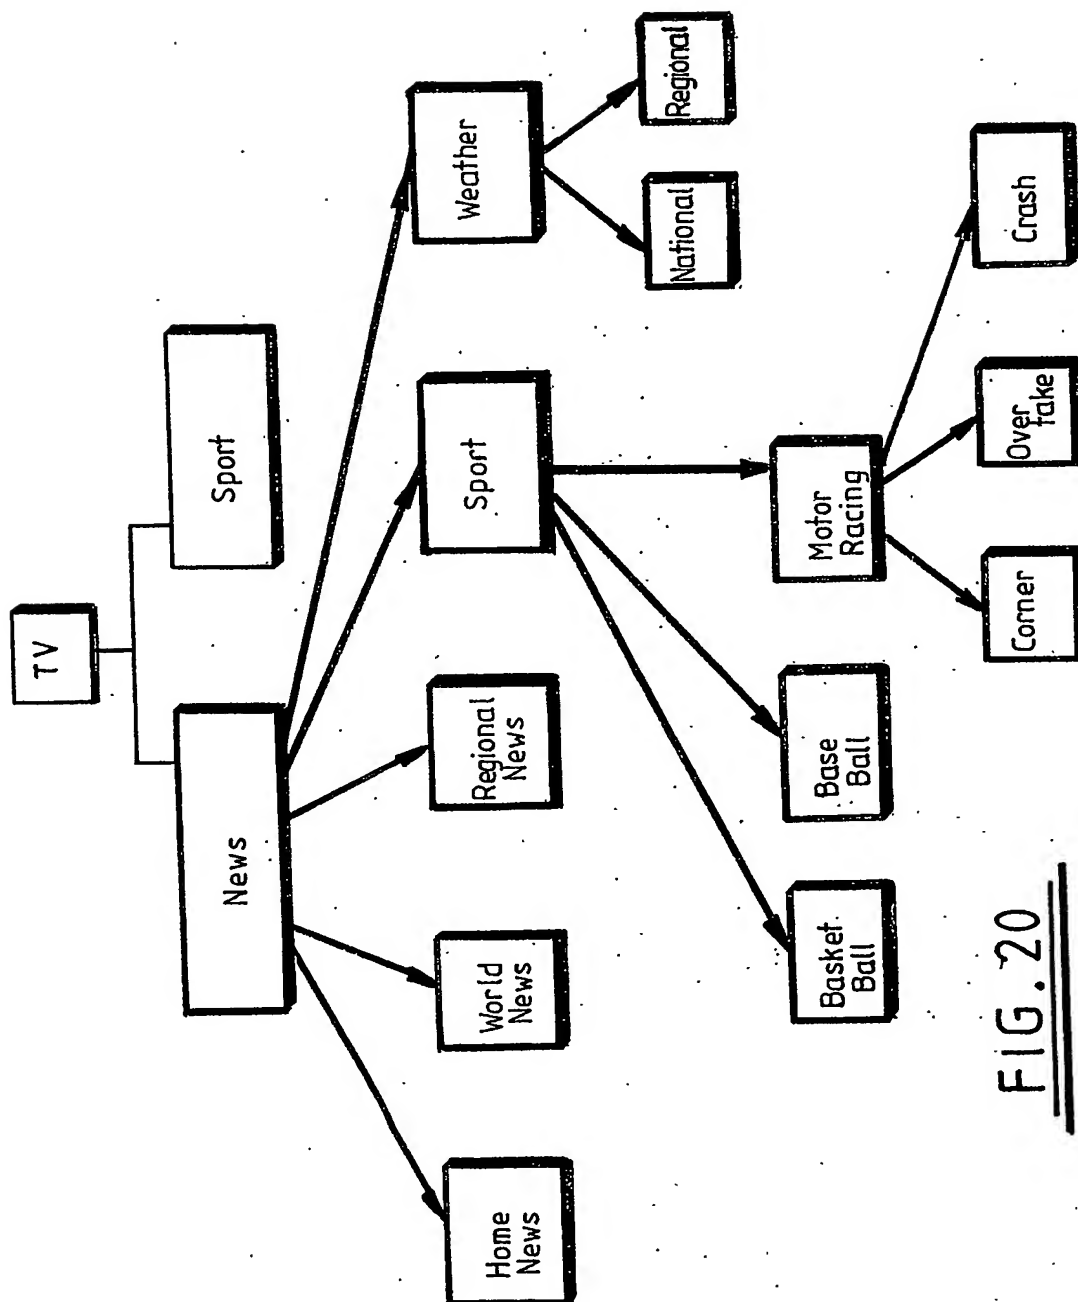 TV
News
Sport
Home
News
World
News
Regional
News
Sport
Weather
National
Regional
Basket
Ball
Base
Ball
Motor
Racing
Corner
Over
take
Crash
FIG. 20